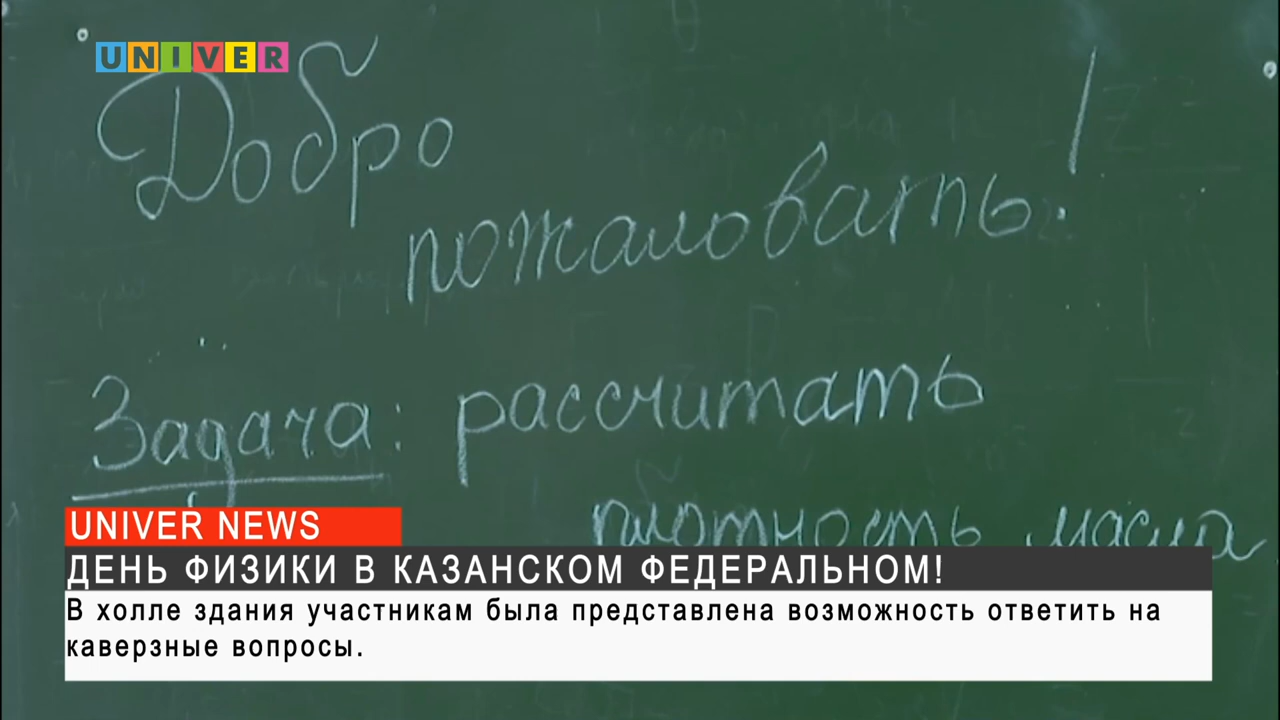 UNIVER
Добро
пожаловать!
Задача: рассчитать
плотность масла
UNIVER NEWS
ДЕНЬ ФИЗИКИ В КАЗАНСКОМ ФЕДЕРАЛЬНОМ!
В холле здания участникам была представлена возможность ответить на
каверзные вопросы.